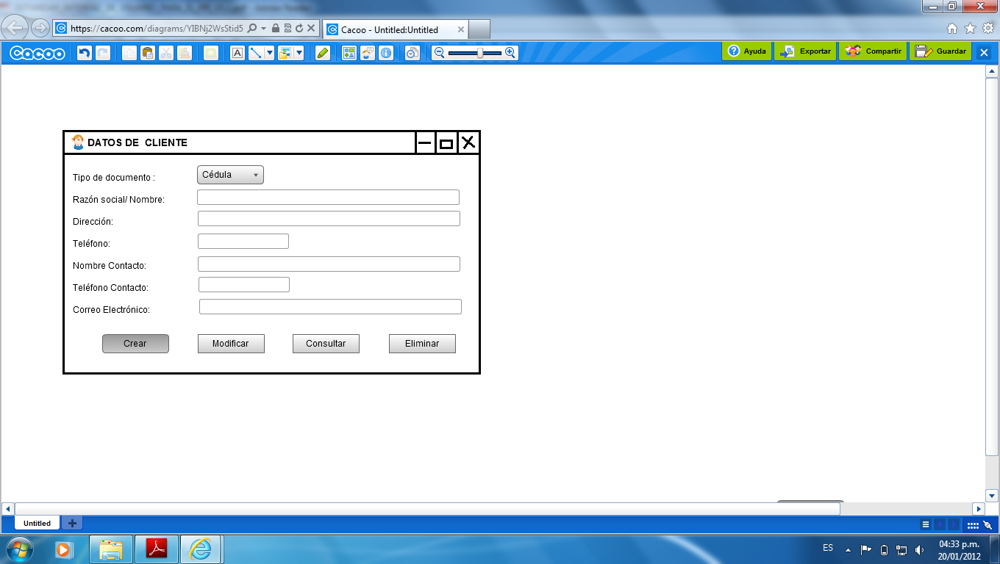 https://cacoo.com/diagrams/YIBNj2WsStid5
Cacoo - Untitled:Untitled
Cacoo
Ayuda
Exportar
Compartir
Guardar
DATOS DE CLIENTE
Tipo de documento :
Cédula
Razón social/ Nombre:
Dirección:
Teléfono:
Nombre Contacto:
Teléfono Contacto:
Correo Electrónico:
Crear
Modificar
Consultar
Eliminar
Untitled
ES
04:33 p.m.
20/01/2012